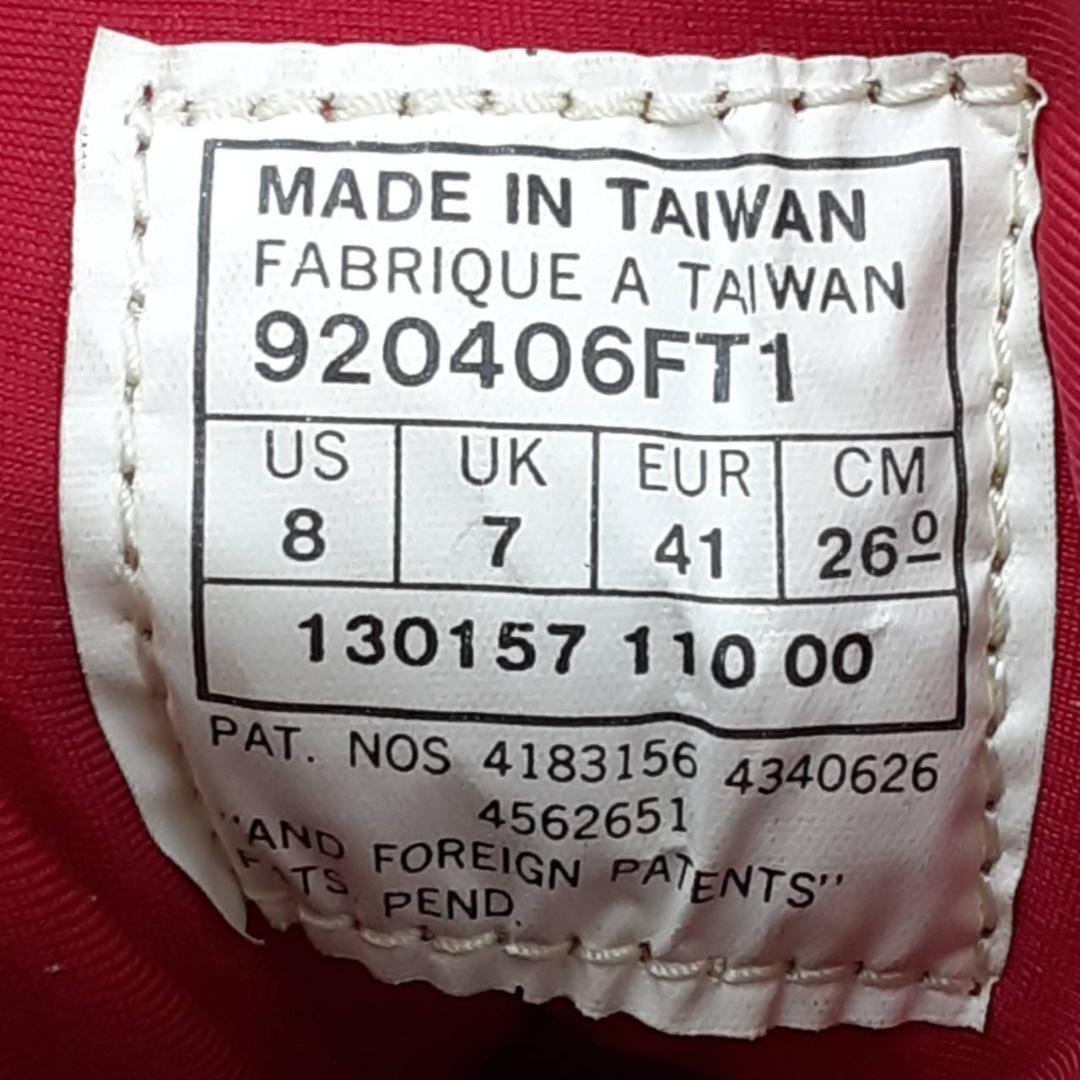 MADE IN TAIWAN
FABRIQUE A TAIWAN
920406FT1
US UK EUR CM
8 7 41 26º
130157 110 00
PAT. NOS 4183156 4340626
4562651
"AND FOREIGN PATENTS"
PEND.